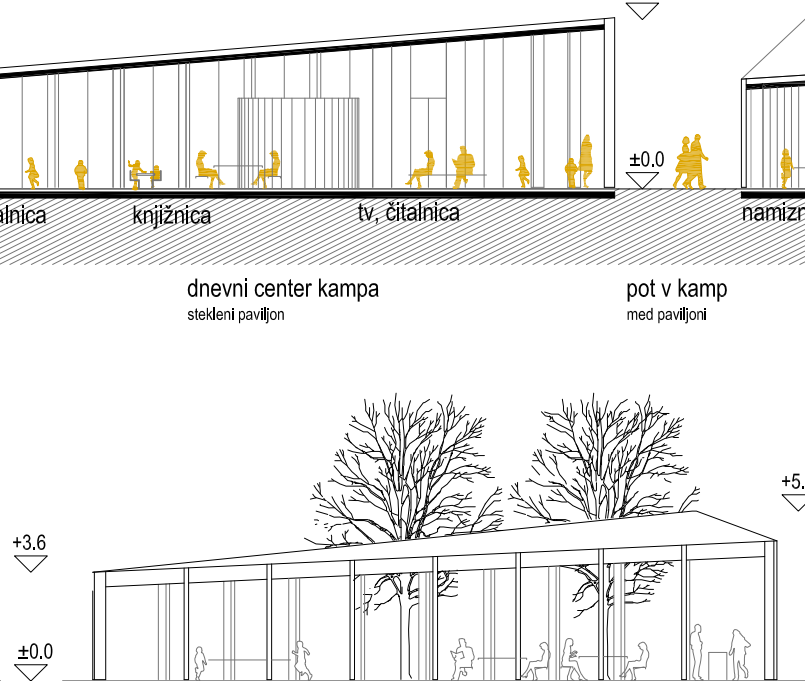 ±0.0
knjižnica
tv, čitalnica
dnevni center kampa
stekleni paviljon
pot v kamp
med paviljoni
+3.6
±0.0